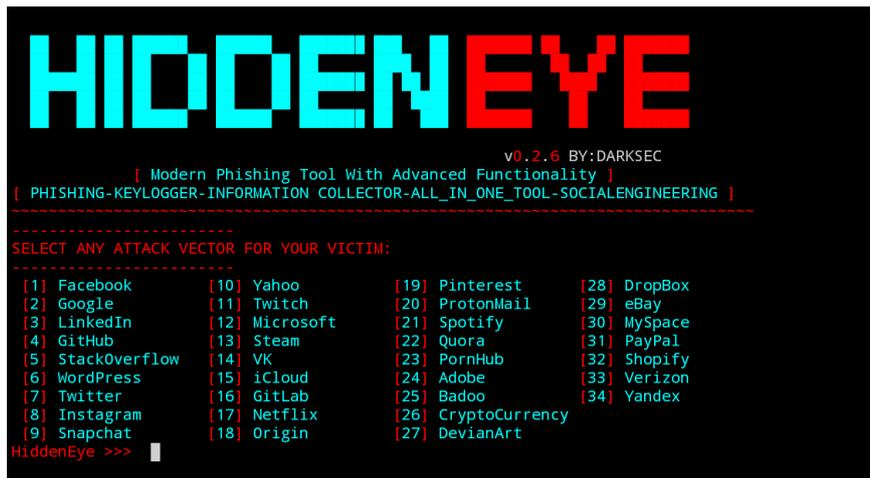 HIDDEN EYE
v0.2.6 BY:DARKSEC
[ Modern Phishing Tool With Advanced Functionality ]
[ PHISHING-KEYLOGGER-INFORMATION COLLECTOR-ALL_IN_ONE_TOOL-SOCIALENGINEERING ]
~~~~~~~~~~~~~~~~~~~~~~~~~~~~~~~~~~~~~~~~~~~~~~~~~~~~~~~~~~~~~~~~~~~~~~~~~~~~~~~~
------------------------
SELECT ANY ATTACK VECTOR FOR YOUR VICTIM:
------------------------
[1] Facebook [10] Yahoo [19] Pinterest [28] DropBox
[2] Google [11] Twitch [20] ProtonMail [29] eBay
[3] LinkedIn [12] Microsoft [21] Spotify [30] MySpace
[4] GitHub [13] Steam [22] Quora [31] PayPal
[5] StackOverflow [14] VK [23] PornHub [32] Shopify
[6] WordPress [15] iCloud [24] Adobe [33] Verizon
[7] Twitter [16] GitLab [25] Badoo [34] Yandex
[8] Instagram [17] Netflix [26] CryptoCurrency
[9] Snapchat [18] Origin [27] DevianArt
HiddenEye >>>